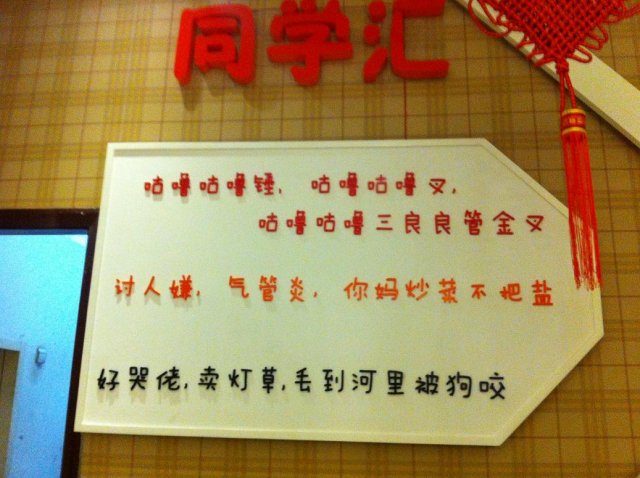 同学汇
咕噜咕噜锤，咕噜咕噜叉，
咕噜咕噜三良良管金叉
讨人嫌，气管炎，你妈炒菜不把盐
好哭佬，卖灯草，丢到河里被狗咬